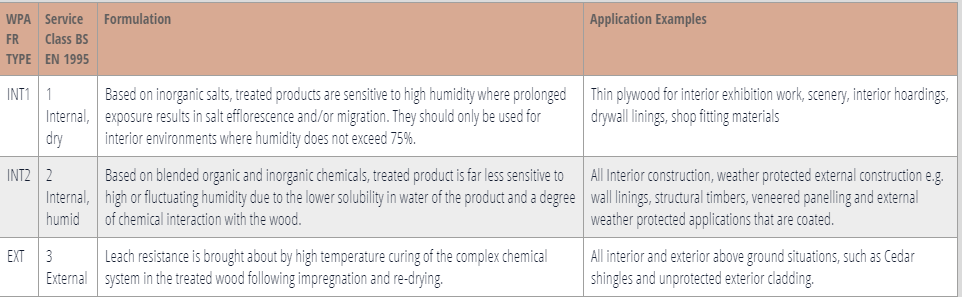 WPA FR TYPE
Service Class BS EN 1995
Formulation
Application Examples
INT1
1 Internal, dry
Based on inorganic salts, treated products are sensitive to high humidity where prolonged
exposure results in salt efflorescence and/or migration. They should only be used for
interior environments where humidity does not exceed 75%.
Thin plywood for interior exhibition work, scenery, interior hoardings,
drywall linings, shop fitting materials
INT2
2 Internal, humid
Based on blended organic and inorganic chemicals, treated product is far less sensitive to
high or fluctuating humidity due to the lower solubility in water of the product and a degree
of chemical interaction with the wood.
All Interior construction, weather protected external construction e.g.
wall linings, structural timbers, veneered panelling and external
weather protected applications that are coated.
EXT
3 External
Leach resistance is brought about by high temperature curing of the complex chemical
system in the treated wood following impregnation and re-drying.
All interior and exterior above ground situations, such as Cedar
shingles and unprotected exterior cladding.